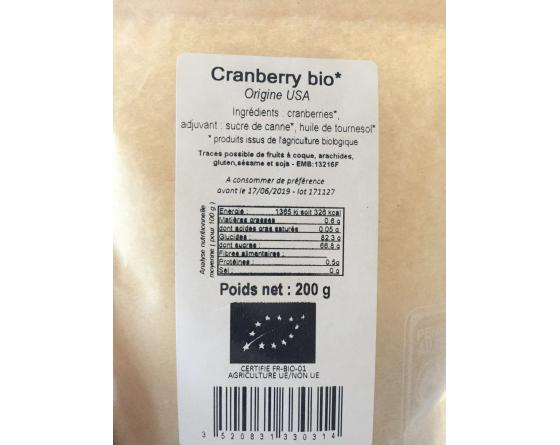 Cranberry bio*
Origine USA
Ingrédients : cranberries*,
adjuvant : sucre de canne*, huile de tournesol*
* produits issus de l'agriculture biologique
Traces possible de fruits à coque, arachides,
gluten,sésame et soja - EMB:13216F
A consommer de préférence
avant le 17/06/2019 - lot 171127
Analyse nutritionnelle
moyenne ( pour 100 g )
Energie : 1365 kj soit 326 kcal
Matières grasses 0.6 g
dont acides gras saturés 0.05 g
Glucides : 82.3 g
dont sucres : 66.8 g
Fibres alimentaires :
Protéines : 0.5g
Sel : 0 g
Poids net : 200 g
CERTIFIE FR-BIO-01
AGRICULTURE UE/NON UE
3 520831 330314